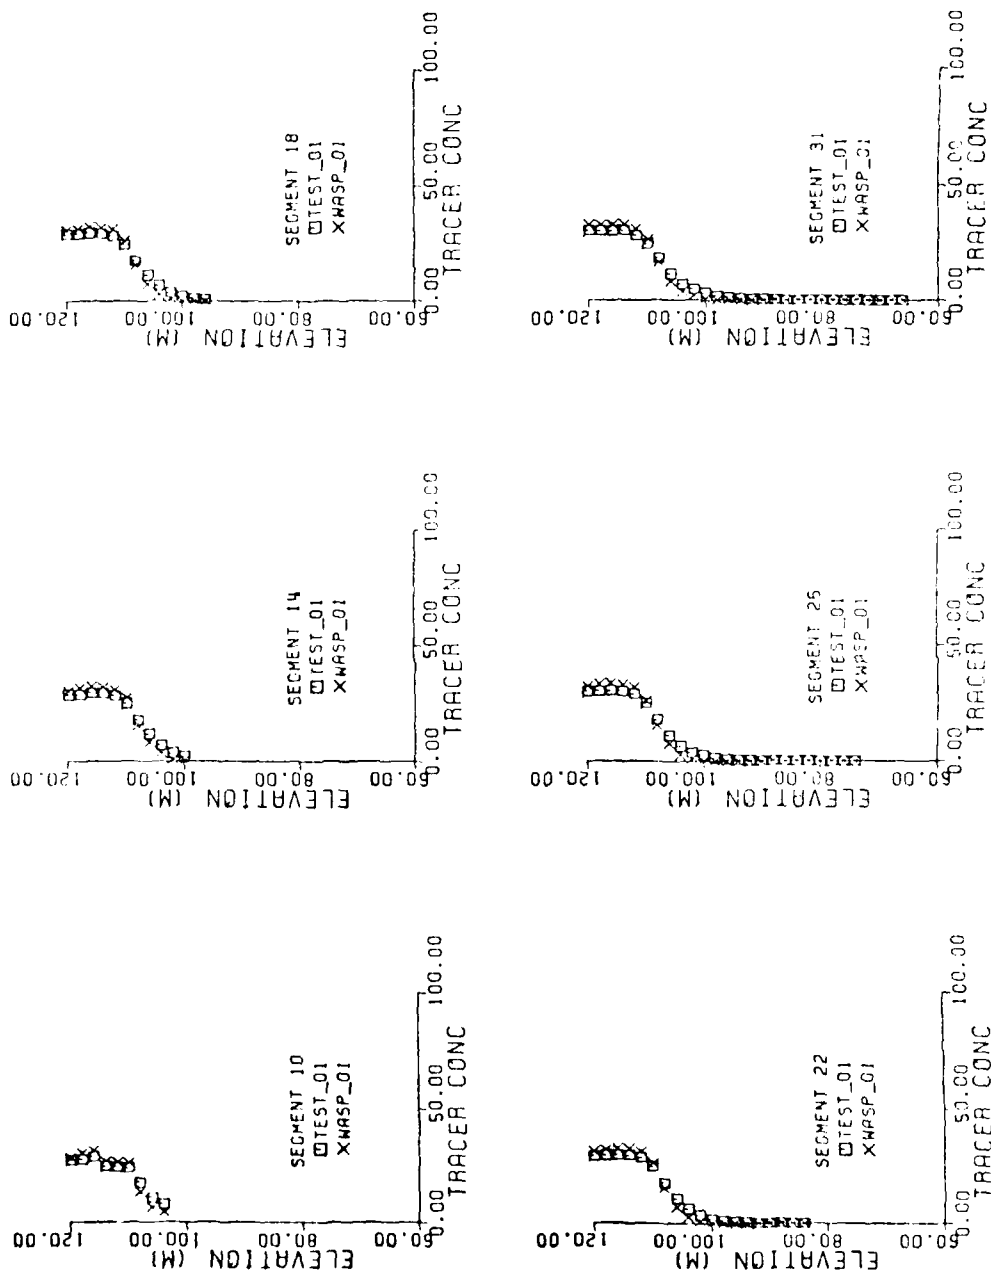 120.00
100.00
80.00
60.00
ELEVATION (M)
SEGMENT 10
TEST_01
XWASP_01
0.00 50.00 100.00
TRACER CONC
120.00
100.00
80.00
60.00
ELEVATION (M)
SEGMENT 14
TEST_01
XWASP_01
0.00 50.00 100.00
TRACER CONC
120.00
100.00
80.00
60.00
ELEVATION (M)
SEGMENT 18
TEST_01
XWASP_01
0.00 50.00 100.00
TRACER CONC
120.00
100.00
80.00
60.00
ELEVATION (M)
SEGMENT 22
TEST_01
XWASP_01
0.00 50.00 100.00
TRACER CONC
120.00
100.00
80.00
60.00
ELEVATION (M)
SEGMENT 26
TEST_01
XWASP_01
0.00 50.00 100.00
TRACER CONC
120.00
100.00
80.00
60.00
ELEVATION (M)
SEGMENT 31
TEST_01
XWASP_01
0.00 50.00 100.00
TRACER CONC